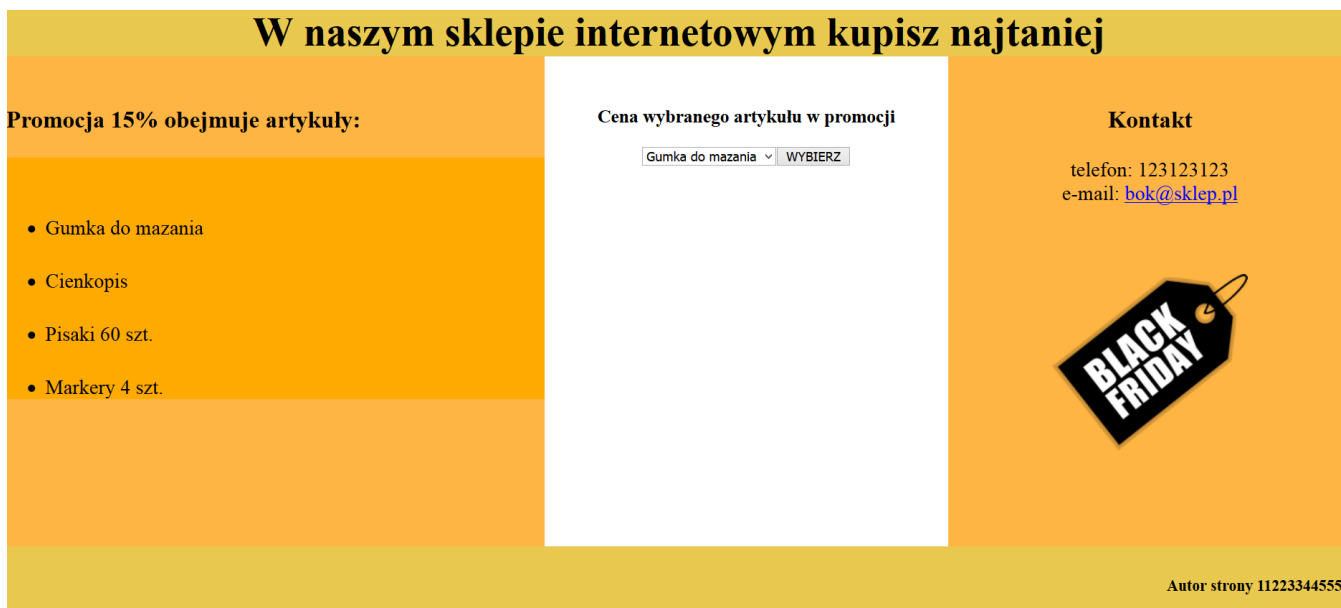 W naszym sklepie internetowym kupisz najtaniej
Promocja 15% obejmuje artykuły:
Gumka do mazania
Cienkopis
Pisaki 60 szt.
Markery 4 szt.
Cena wybranego artykułu w promocji
Gumka do mazania WYBIERZ
Kontakt
telefon: 123123123
e-mail: bok@sklep.pl
BLACK
FRIDAY
Autor strony 11223344555